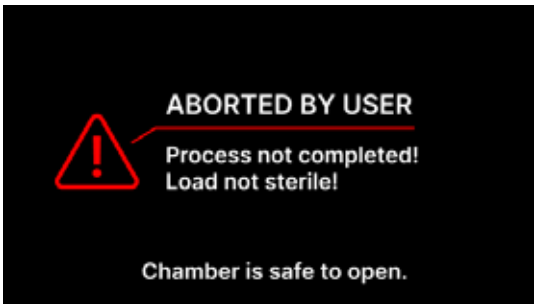 ABORTED BY USER
Process not completed!
Load not sterile!
Chamber is safe to open.